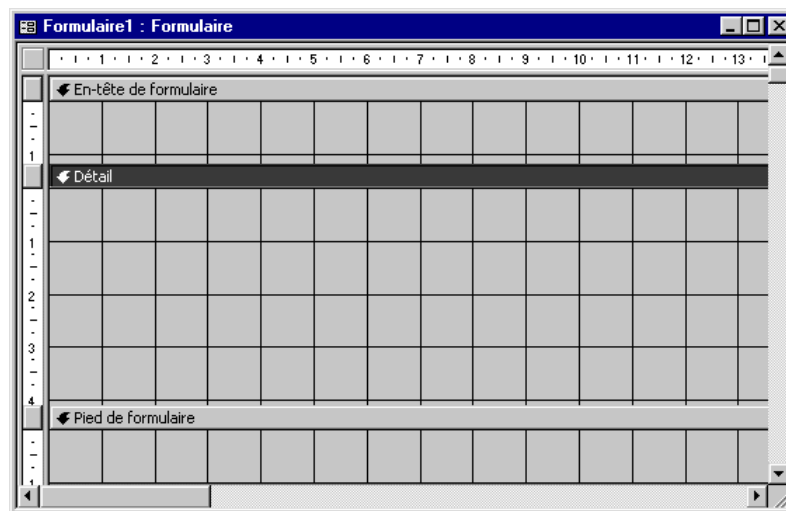 Formulaire1 : Formulaire
1 2 3 4 5 6 7 8 9 10 11 12 13
En-tête de formulaire
1
Détail
1
2
3
4
Pied de formulaire
1